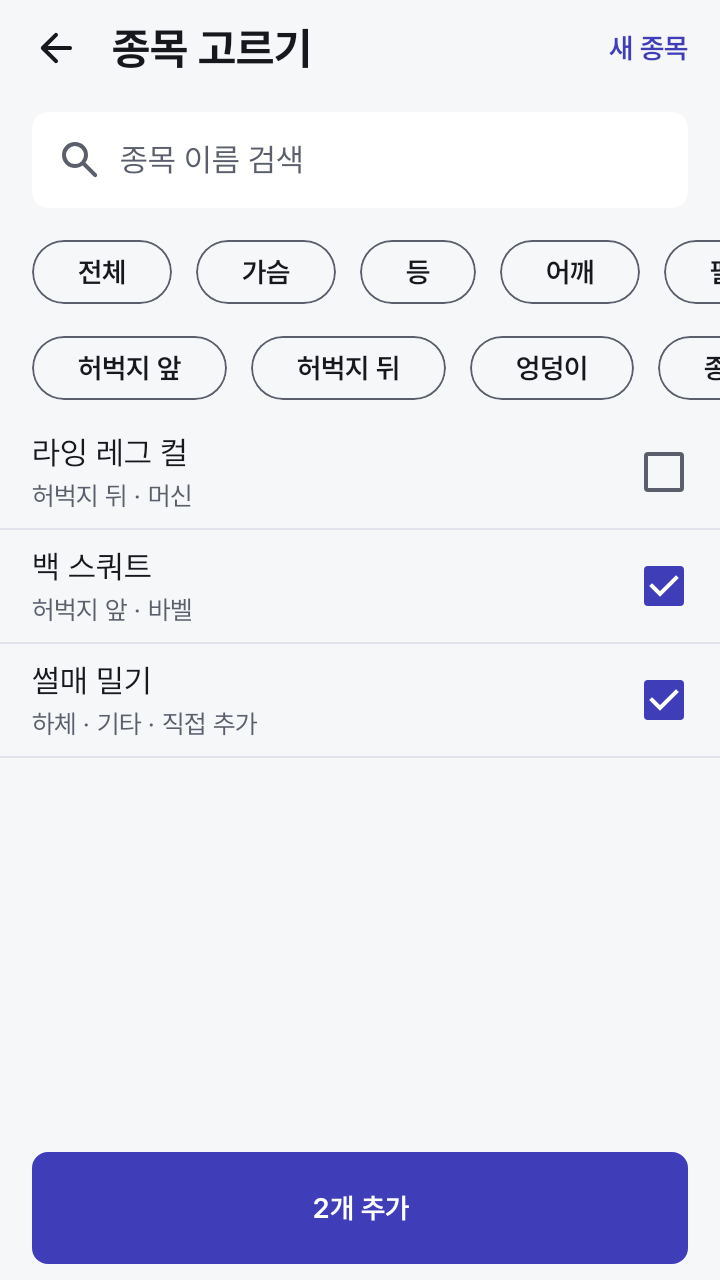 종목 고르기
새 종목
종목 이름 검색
전체 가슴 등 어깨
허벅지 앞 허벅지 뒤 엉덩이
라잉 레그 컬
허벅지 뒤 · 머신
백 스쿼트
허벅지 앞 · 바벨
썰매 밀기
하체 · 기타 · 직접 추가
2개 추가